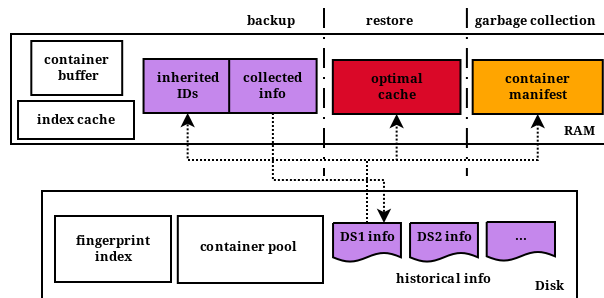 backup
restore
garbage collection
container
buffer
index cache
inherited
IDs
collected
info
optimal
cache
container
manifest
RAM
fingerprint
index
container pool
DS1 info
DS2 info
...
historical info
Disk